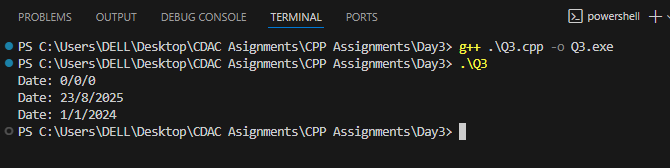 PROBLEMS OUTPUT DEBUG CONSOLE TERMINAL PORTS powershell
PS C:\Users\DELL\Desktop\CDAC Asignments\CPP Assignments\Day3> g++ .\Q3.cpp -o Q3.exe
PS C:\Users\DELL\Desktop\CDAC Asignments\CPP Assignments\Day3> .\Q3
Date: 0/0/0
Date: 23/8/2025
Date: 1/1/2024
PS C:\Users\DELL\Desktop\CDAC Asignments\CPP Assignments\Day3>